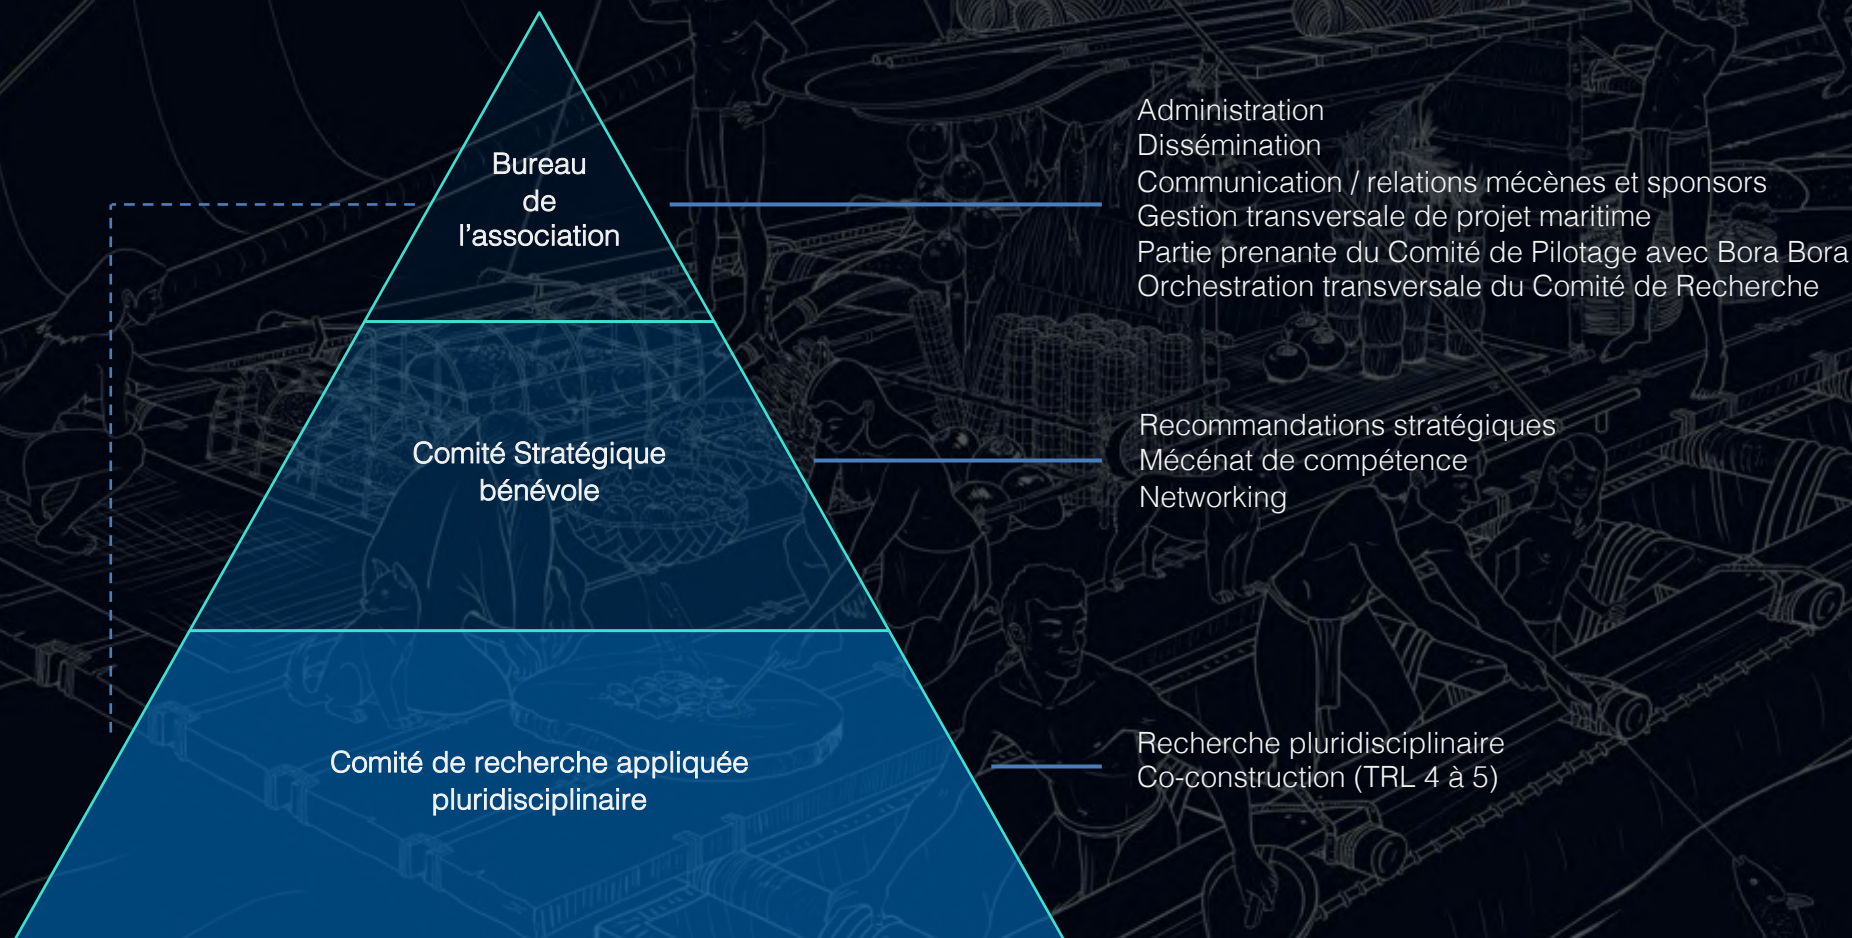 Bureau
de
l’association
Administration
Dissémination
Communication / relations mécènes et sponsors
Gestion transversale de projet maritime
Partie prenante du Comité de Pilotage avec Bora Bora
Orchestration transversale du Comité de Recherche
Comité Stratégique
bénévole
Recommandations stratégiques
Mécénat de compétence
Networking
Comité de recherche appliquée
pluridisciplinaire
Recherche pluridisciplinaire
Co-construction (TRL 4 à 5)